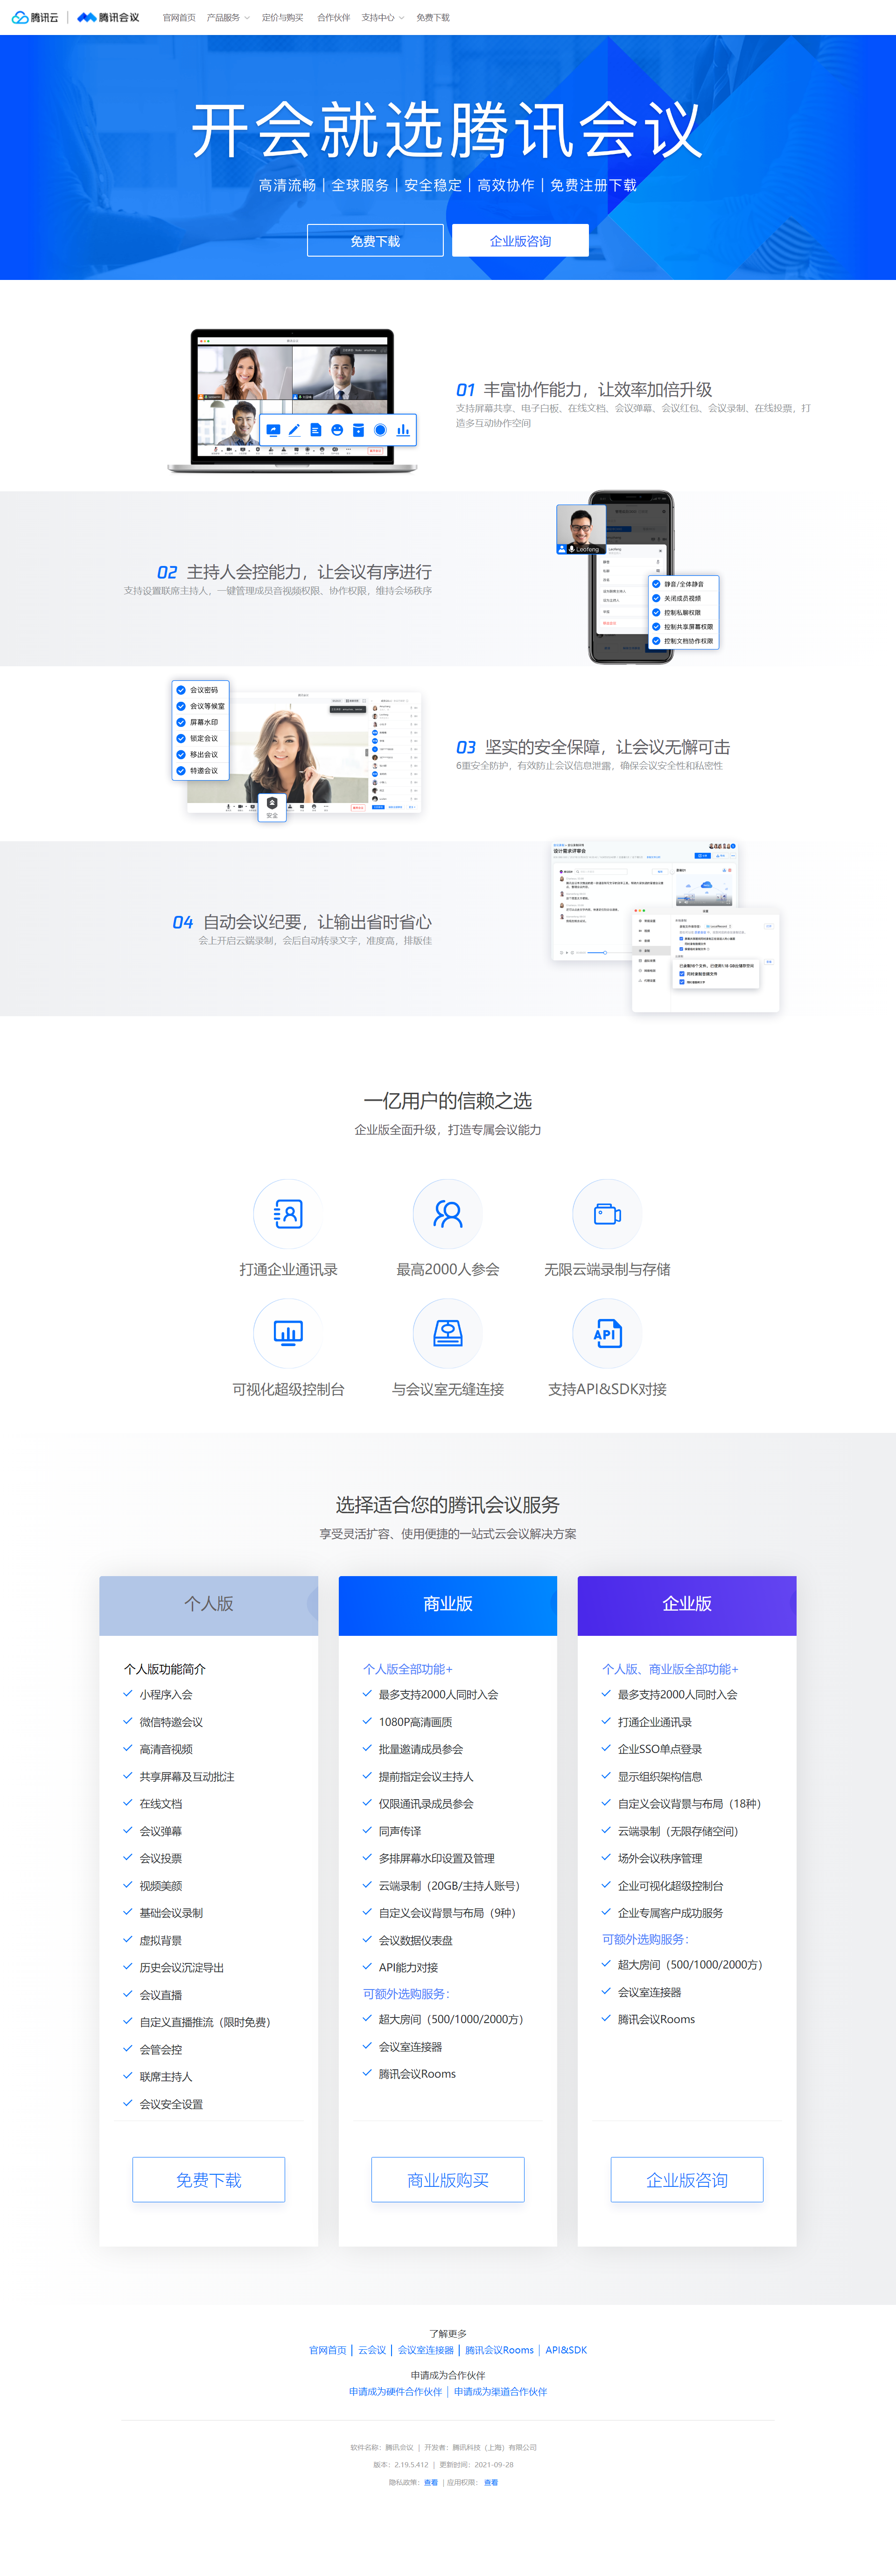 腾讯云 | 腾讯会议 官网首页 产品服务 定价与购买 合作伙伴 支持中心 免费下载
开会就选腾讯会议
高清流畅 | 全球服务 | 安全稳定 | 高效协作 | 免费注册下载
免费下载 企业版咨询
01 丰富协作能力，让效率加倍升级
支持屏幕共享、电子白板、在线文档、会议弹幕、会议红包、会议录制、在线投票，打
造多互动协作空间
Leofeng
静音/全体静音
关闭成员视频
控制私聊权限
控制共享屏幕权限
控制文档协作权限
02 主持人会控能力，让会议有序进行
支持设置联席主持人，一键管理成员音视频权限、协作权限，维持会场秩序
会议密码
会议等候室
屏幕水印
锁定会议
移出会议
特邀会议
安全
03 坚实的安全保障，让会议无懈可击
6重安全防护，有效防止会议信息泄露，确保会议安全性和私密性
设计需求评审会
04 自动会议纪要，让输出省时省心
会上开启云端录制，会后自动转录文字，准度高，排版佳
一亿用户的信赖之选
企业版全面升级，打造专属会议能力
打通企业通讯录 最高2000人参会 无限云端录制与存储
API
可视化超级控制台 与会议室无缝连接 支持API&SDK对接
选择适合您的腾讯会议服务
享受灵活扩容、使用便捷的一站式云会议解决方案
个人版
个人版功能简介
小程序入会
微信特邀会议
高清音视频
共享屏幕及互动批注
在线文档
会议弹幕
会议投票
视频美颜
基础会议录制
虚拟背景
历史会议沉淀导出
会议直播
自定义直播推流（限时免费）
会管会控
联席主持人
会议安全设置
免费下载
商业版
个人版全部功能+
最多支持2000人同时入会
1080P高清画质
批量邀请成员参会
提前指定会议主持人
仅限通讯录成员参会
同声传译
多排屏幕水印设置及管理
云端录制（20GB/主持人账号）
自定义会议背景与布局（9种）
会议数据仪表盘
API能力对接
可额外选购服务：
超大房间（500/1000/2000方）
会议室连接器
腾讯会议Rooms
商业版购买
企业版
个人版、商业版全部功能+
最多支持2000人同时入会
打通企业通讯录
企业SSO单点登录
显示组织架构信息
自定义会议背景与布局（18种）
云端录制（无限存储空间）
场外会议秩序管理
企业可视化超级控制台
企业专属客户成功服务
可额外选购服务：
超大房间（500/1000/2000方）
会议室连接器
腾讯会议Rooms
企业版咨询
了解更多
官网首页 | 云会议 | 会议室连接器 | 腾讯会议Rooms | API&SDK
申请成为合作伙伴
申请成为硬件合作伙伴 | 申请成为渠道合作伙伴
软件名称：腾讯会议 | 开发者：腾讯科技（上海）有限公司
版本：2.19.5.412 | 更新时间：2021-09-28
隐私政策：查看 | 应用权限：查看